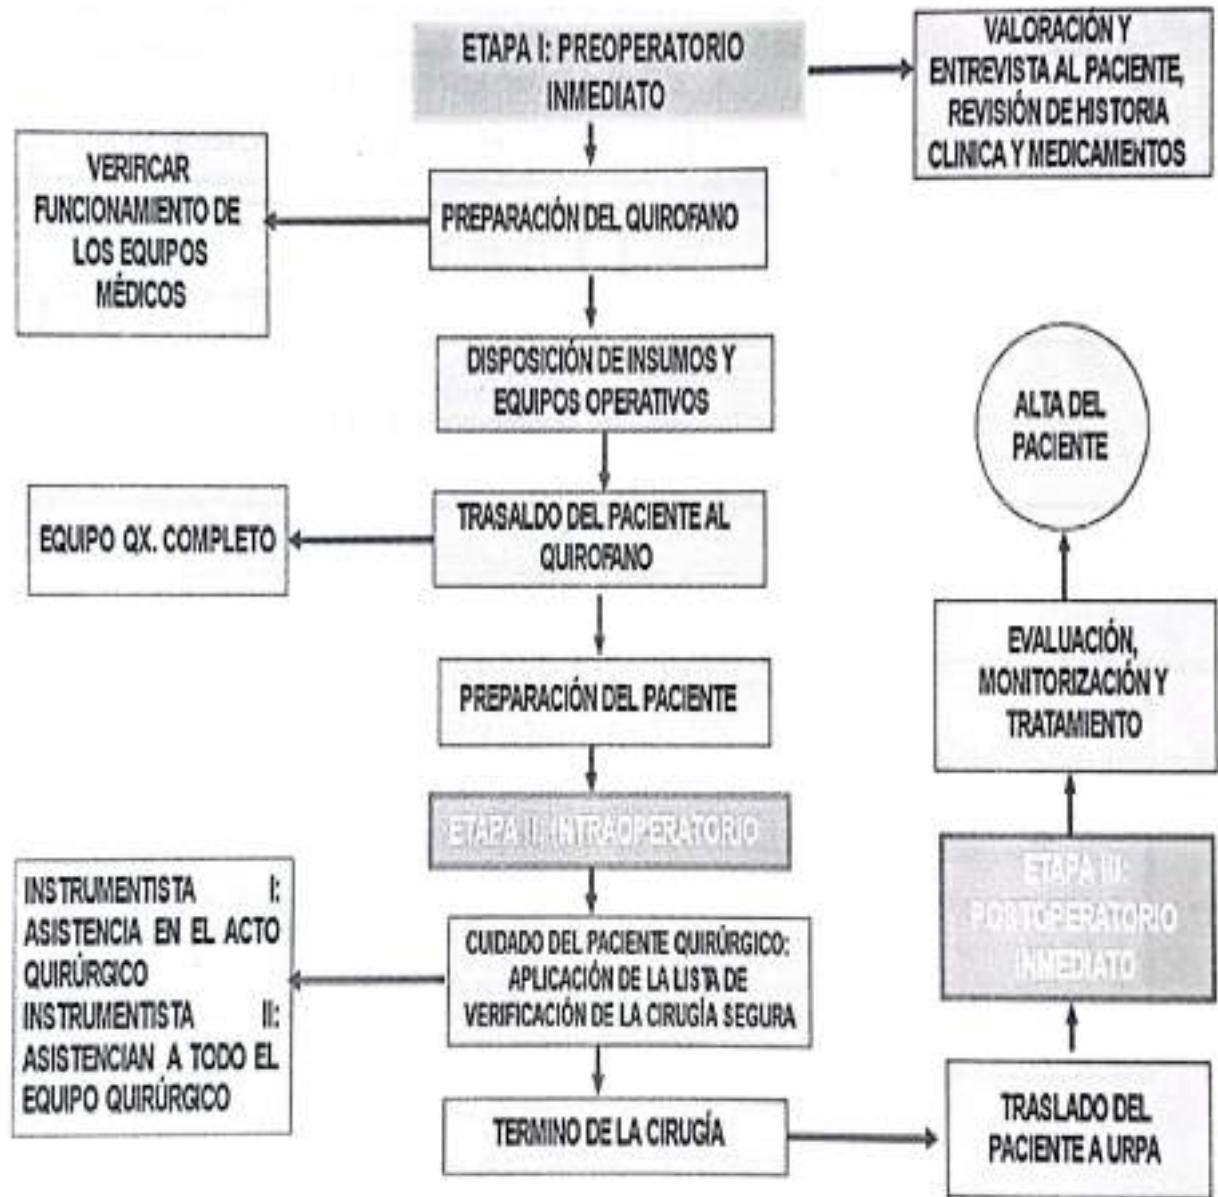 ETAPA I: PREOPERATORIO
INMEDIATO
VALORACIÓN Y
ENTREVISTA AL PACIENTE,
REVISIÓN DE HISTORIA
CLINICA Y MEDICAMENTOS
VERIFICAR
FUNCIONAMIENTO DE
LOS EQUIPOS
MÉDICOS
PREPARACIÓN DEL QUIROFANO
DISPOSICIÓN DE INSUMOS Y
EQUIPOS OPERATIVOS
EQUIPO QX. COMPLETO
TRASALDO DEL PACIENTE AL
QUIROFANO
PREPARACIÓN DEL PACIENTE
ETAPA II: INTRAOPERATORIO
INSTRUMENTISTA I:
ASISTENCIA EN EL ACTO
QUIRÚRGICO
INSTRUMENTISTA II:
ASISTENCIAN A TODO EL
EQUIPO QUIRÚRGICO
CUIDADO DEL PACIENTE QUIRÚRGICO:
APLICACIÓN DE LA LISTA DE
VERIFICACIÓN DE LA CIRUGÍA SEGURA
TERMINO DE LA CIRUGÍA
TRASLADO DEL
PACIENTE A URPA
ETAPA III:
POSTOPERATORIO
INMEDIATO
EVALUACIÓN,
MONITORIZACIÓN Y
TRATAMIENTO
ALTA DEL
PACIENTE